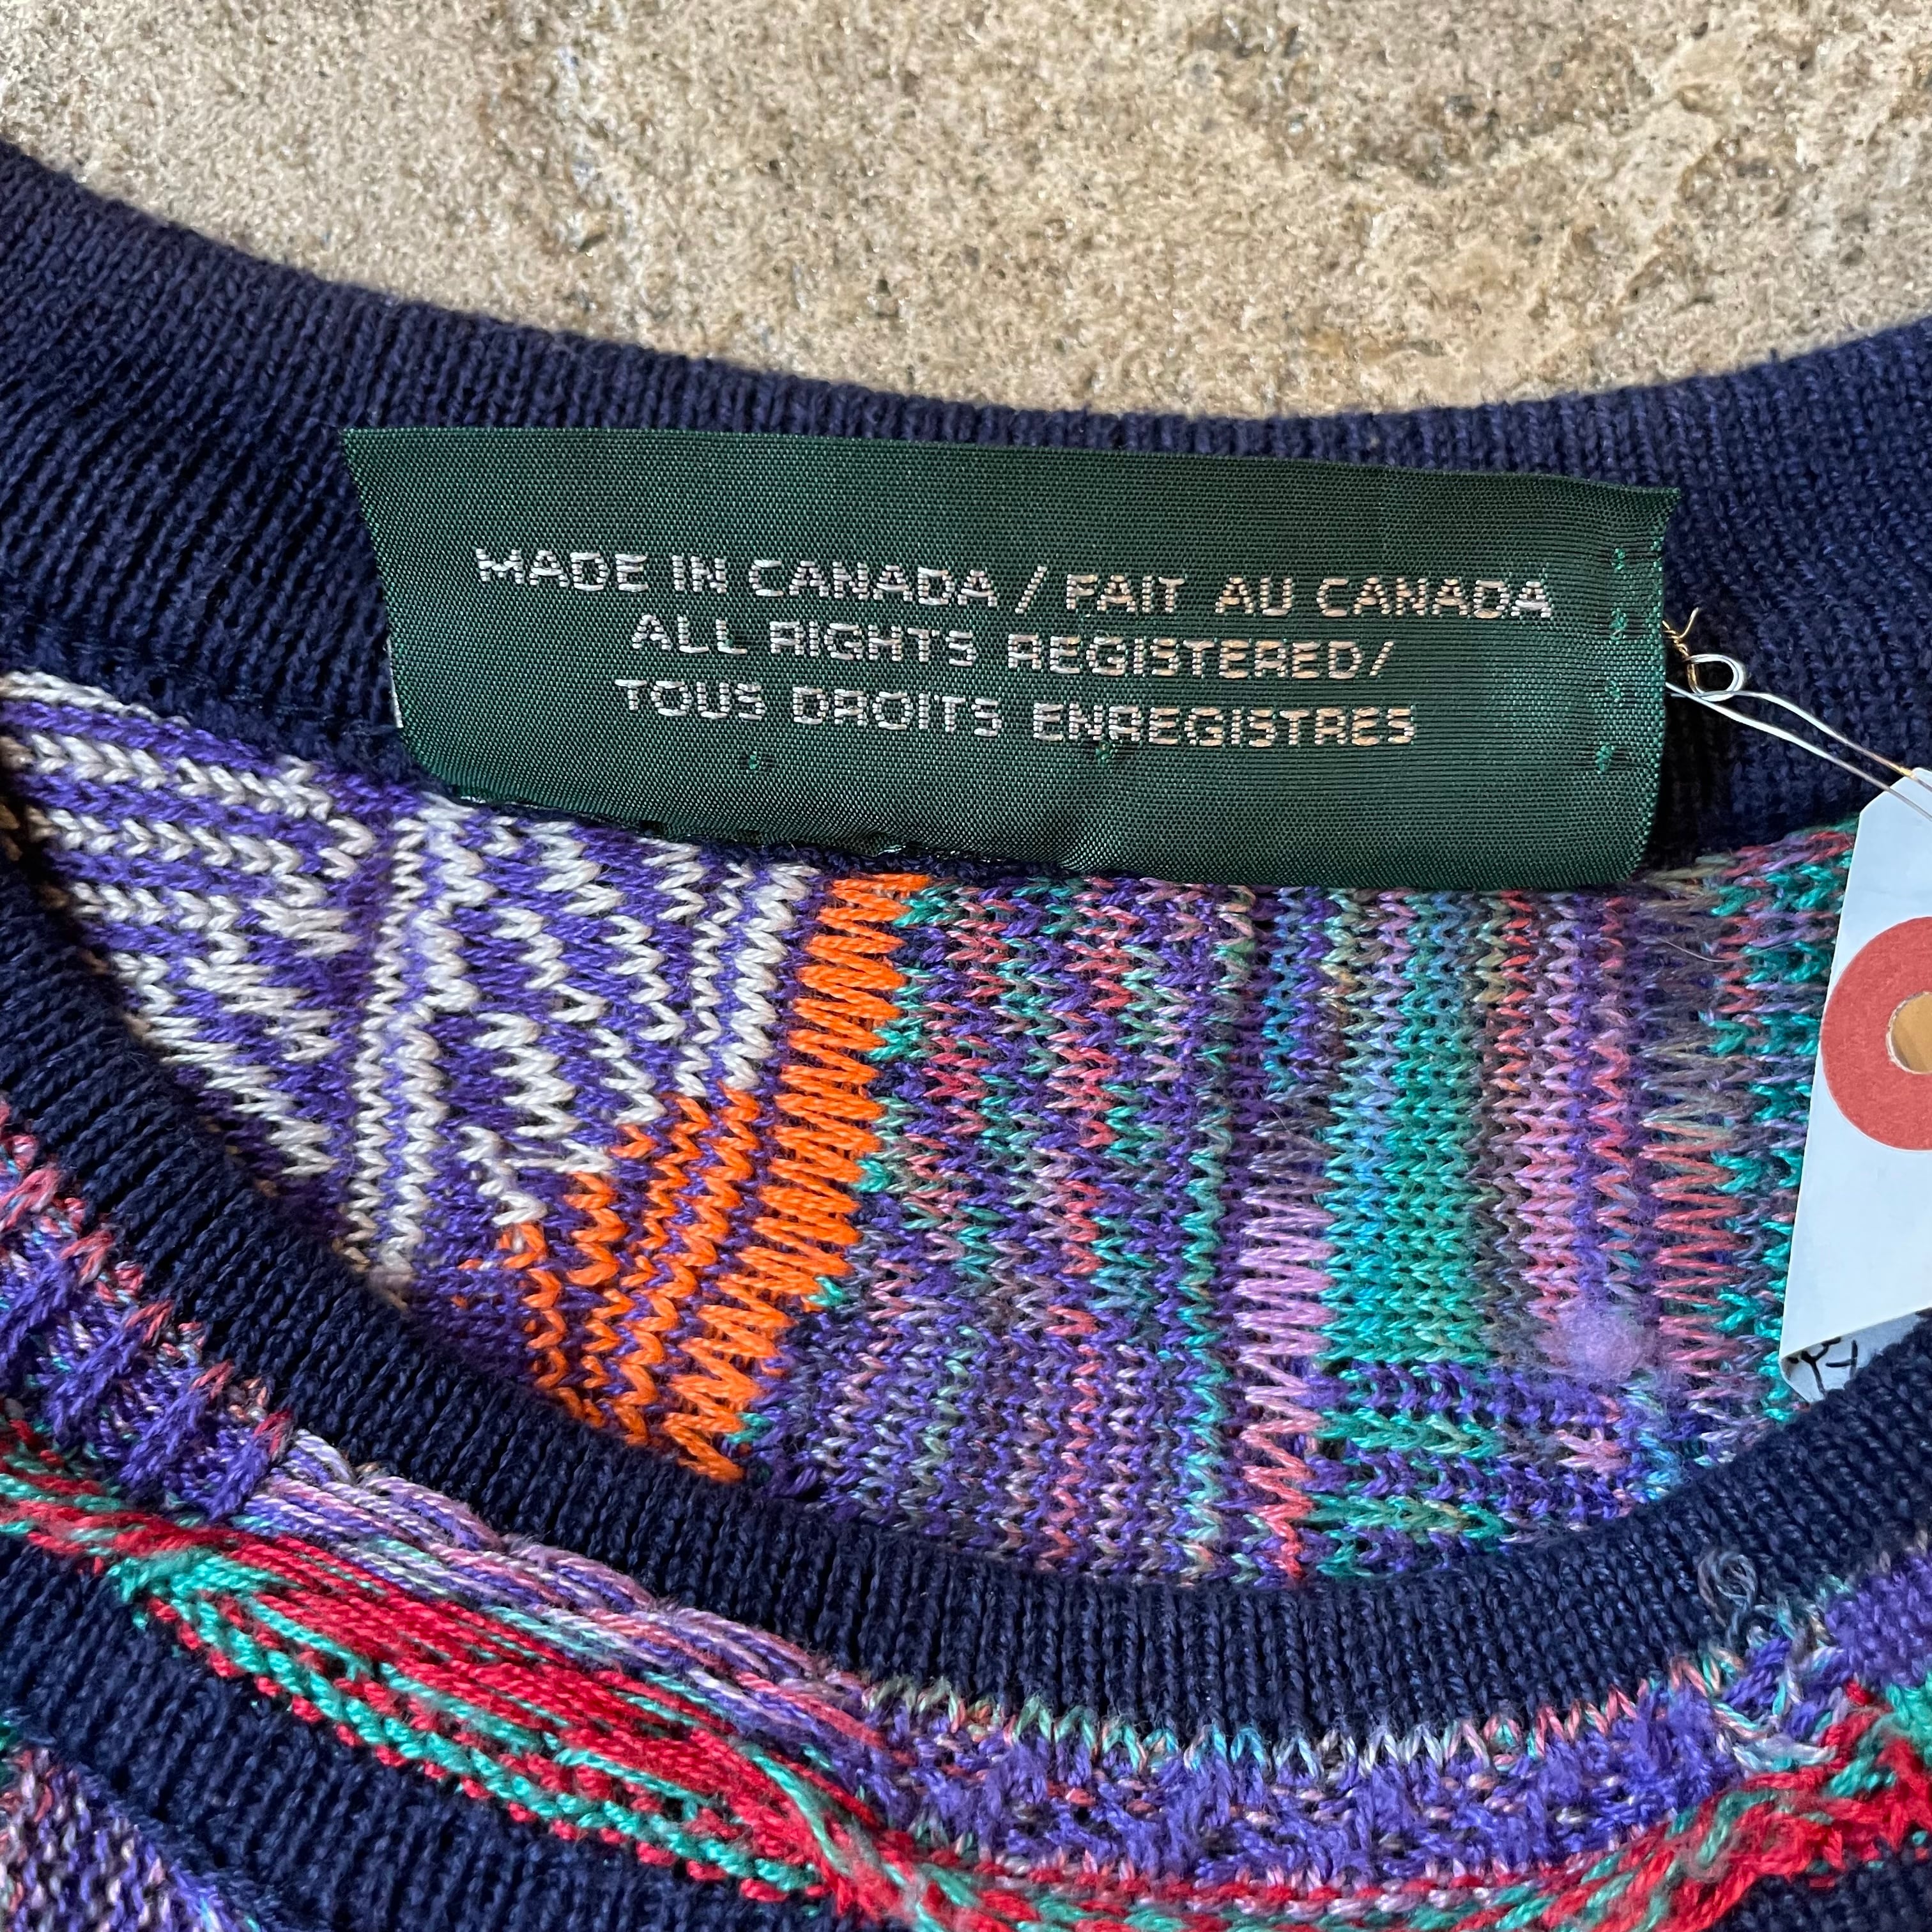 MADE IN CANADA / FAIT AU CANADA
ALL RIGHTS REGISTERED/
TOUS DROITS ENREGISTRES